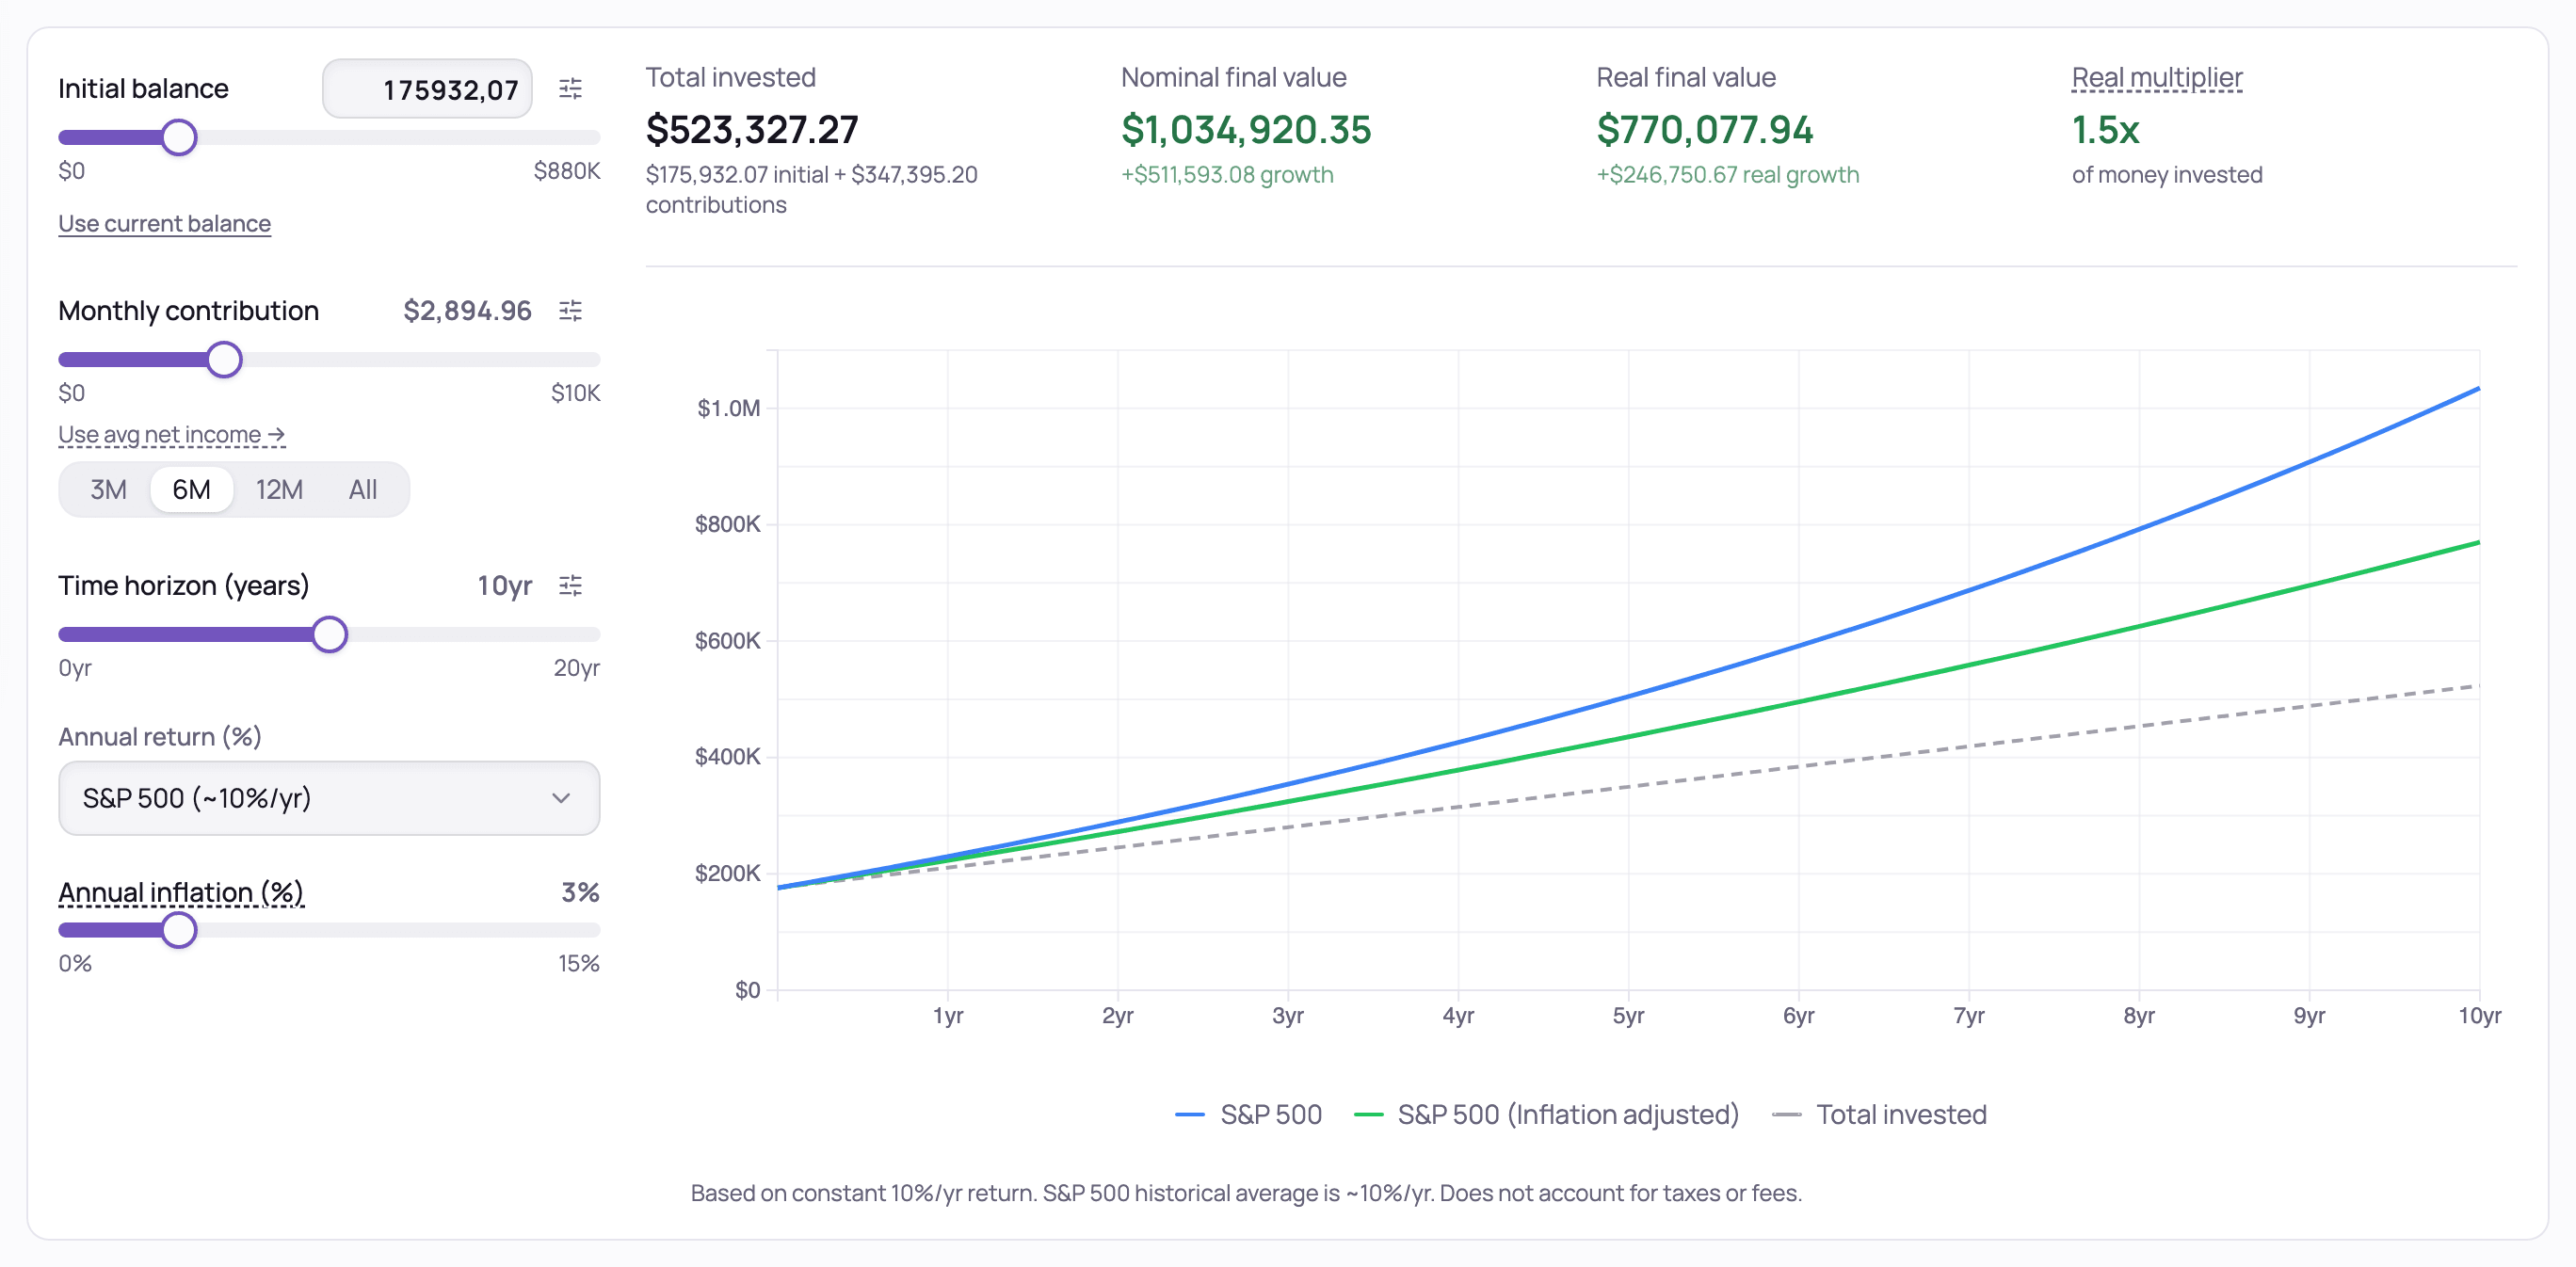 Initial balance
175932,07
$0
$880K
Use current balance
Monthly contribution
$2,894.96
$0
$10K
Use avg net income →
3M
6M
12M
All
Time horizon (years)
10yr
0yr
20yr
Annual return (%)
S&P 500 (~10%/yr)
Annual inflation (%)
3%
0%
15%
Total invested
$523,327.27
$175,932.07 initial + $347,395.20
contributions
Nominal final value
$1,034,920.35
+$511,593.08 growth
Real final value
$770,077.94
+$246,750.67 real growth
Real multiplier
1.5x
of money invested
$1.0M
$800K
$600K
$400K
$200K
$0
1yr
2yr
3yr
4yr
5yr
6yr
7yr
8yr
9yr
10yr
S&P 500
S&P 500 (Inflation adjusted)
Total invested
Based on constant 10%/yr return. S&P 500 historical average is ~10%/yr. Does not account for taxes or fees.